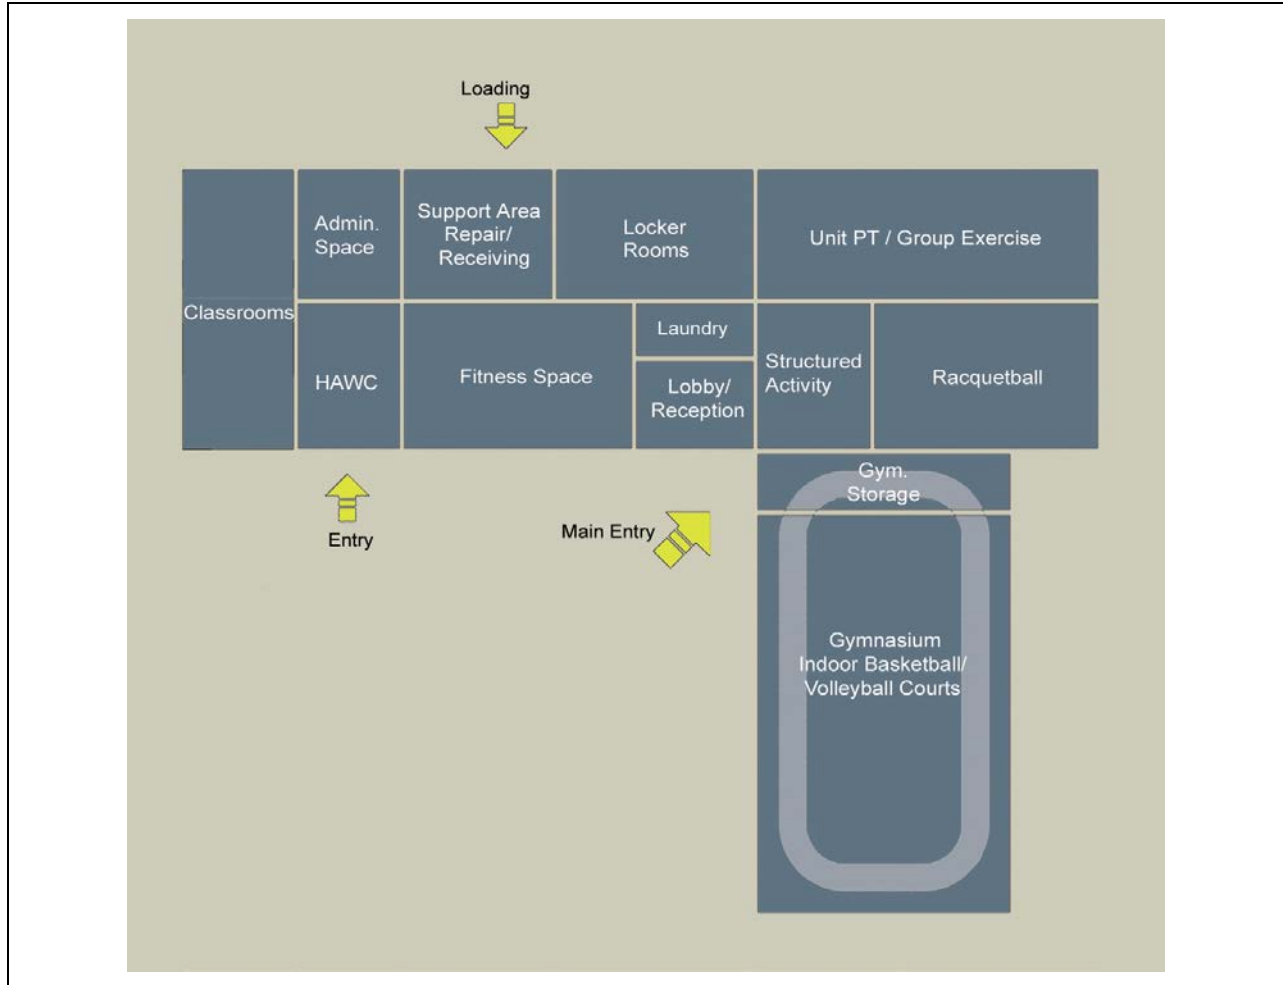 Loading
Admin.
Space
Support Area
Repair/
Receiving
Locker
Rooms
Unit PT / Group Exercise
Classrooms
HAWC
Fitness Space
Laundry
Lobby/
Reception
Structured
Activity
Racquetball
Gym.
Storage
Entry
Main Entry
Gymnasium
Indoor Basketball/
Volleyball Courts